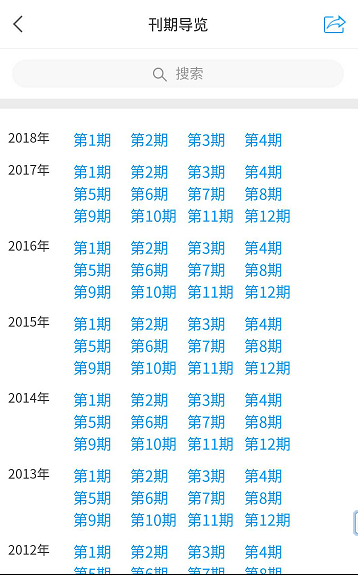 刊期导览
搜索
2018年 第1期 第2期 第3期 第4期
2017年 第1期 第2期 第3期 第4期
第5期 第6期 第7期 第8期
第9期 第10期 第11期 第12期
2016年 第1期 第2期 第3期 第4期
第5期 第6期 第7期 第8期
第9期 第10期 第11期 第12期
2015年 第1期 第2期 第3期 第4期
第5期 第6期 第7期 第8期
第9期 第10期 第11期 第12期
2014年 第1期 第2期 第3期 第4期
第5期 第6期 第7期 第8期
第9期 第10期 第11期 第12期
2013年 第1期 第2期 第3期 第4期
第5期 第6期 第7期 第8期
第9期 第10期 第11期 第12期
2012年 第1期 第2期 第3期 第4期
第5期 第6期 第7期 第8期